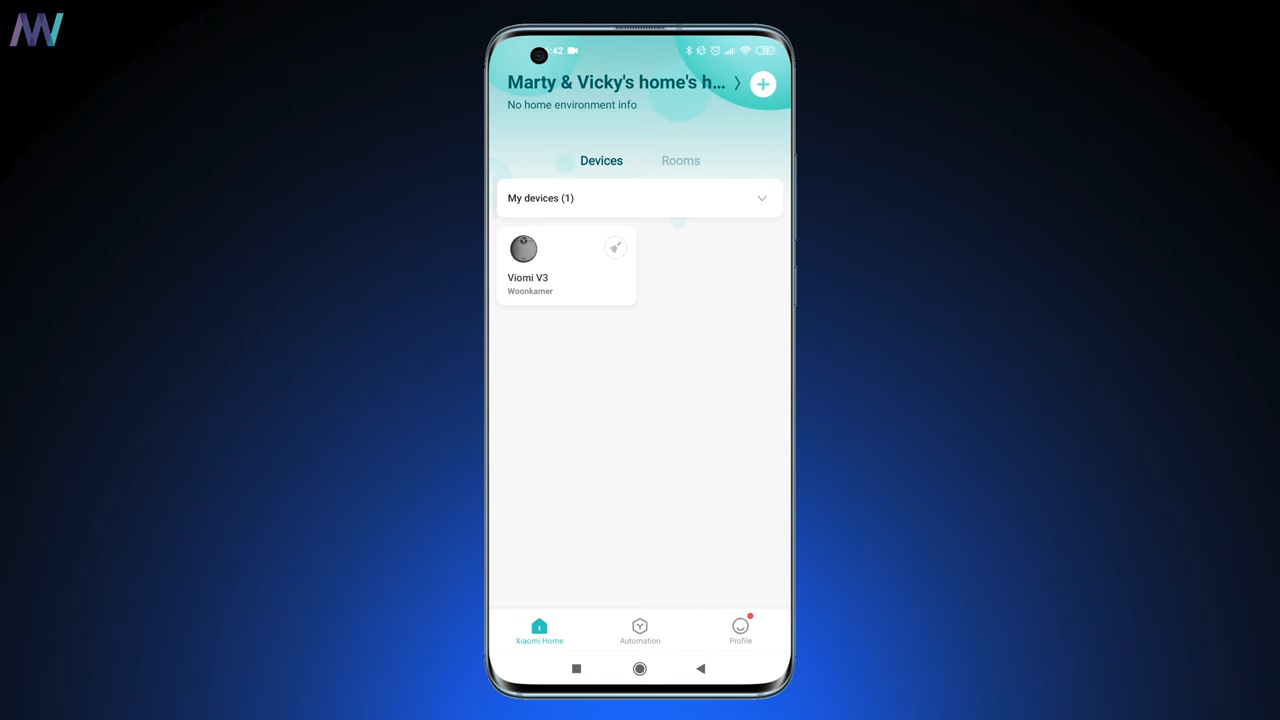 :42
Marty & Vicky's home's h...
No home environment info
Devices Rooms
My devices (1)
Viomi V3
Woonkamer
Xiaomi Home Automation Profile